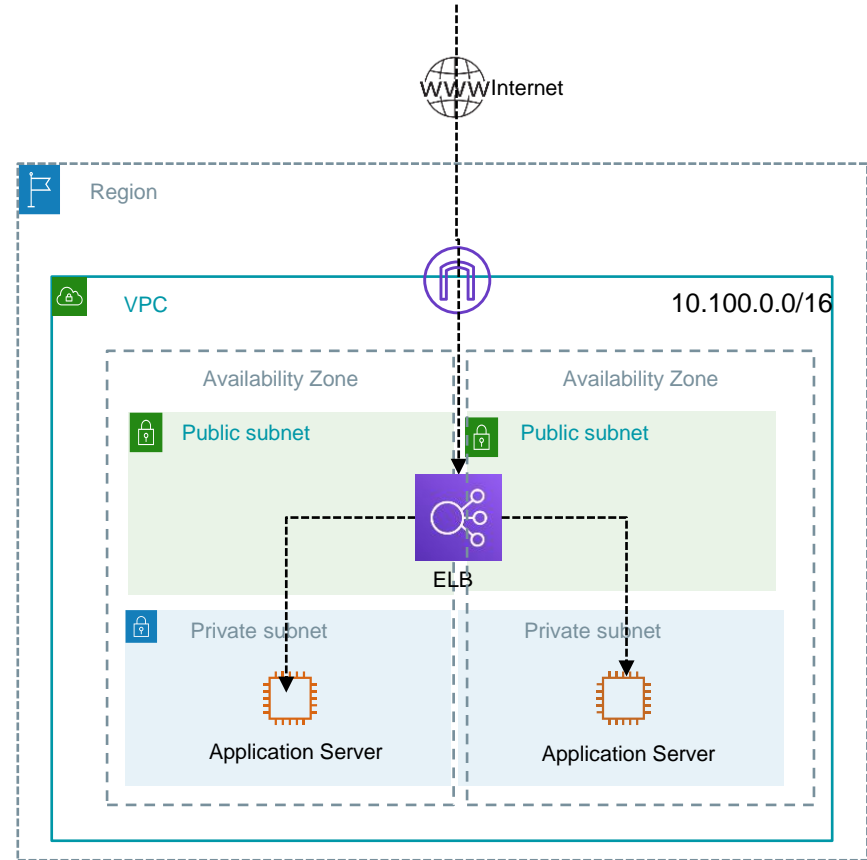 WWW Internet
Region
VPC
10.100.0.0/16
Availability Zone
Availability Zone
Public subnet
Public subnet
ELB
Private subnet
Private subnet
Application Server
Application Server